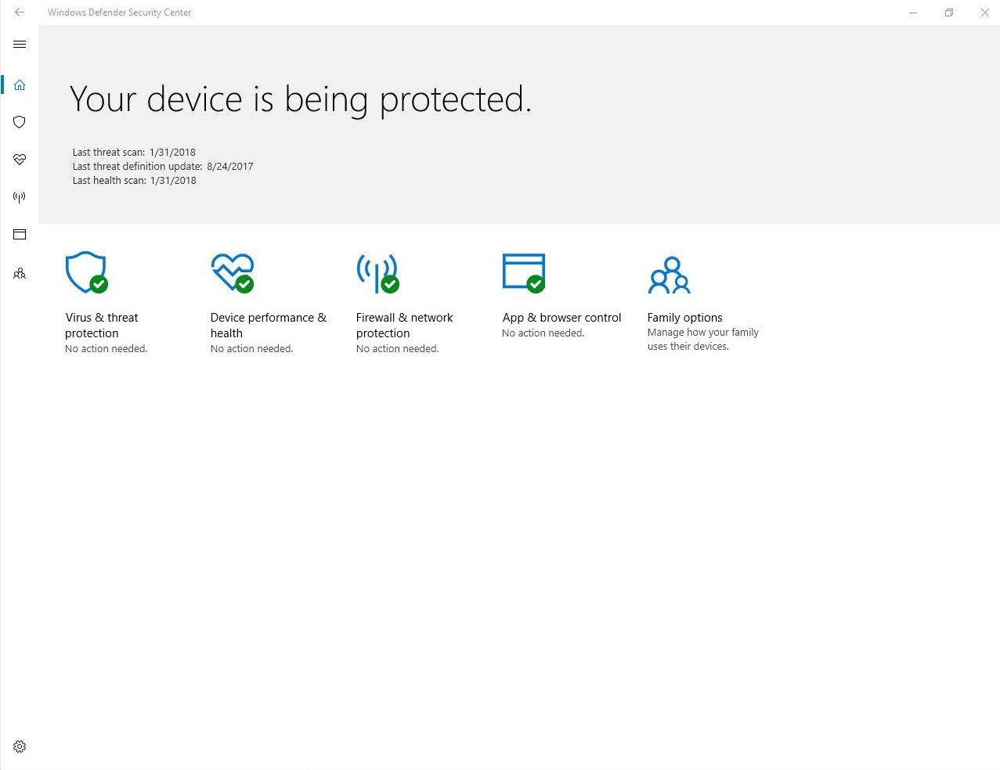 Windows Defender Security Center
Your device is being protected.
Last threat scan: 1/31/2018
Last threat definition update: 8/24/2017
Last health scan: 1/31/2018
Virus & threat
protection
No action needed.
Device performance &
health
No action needed.
Firewall & network
protection
No action needed.
App & browser control
No action needed.
Family options
Manage how your family
uses their devices.